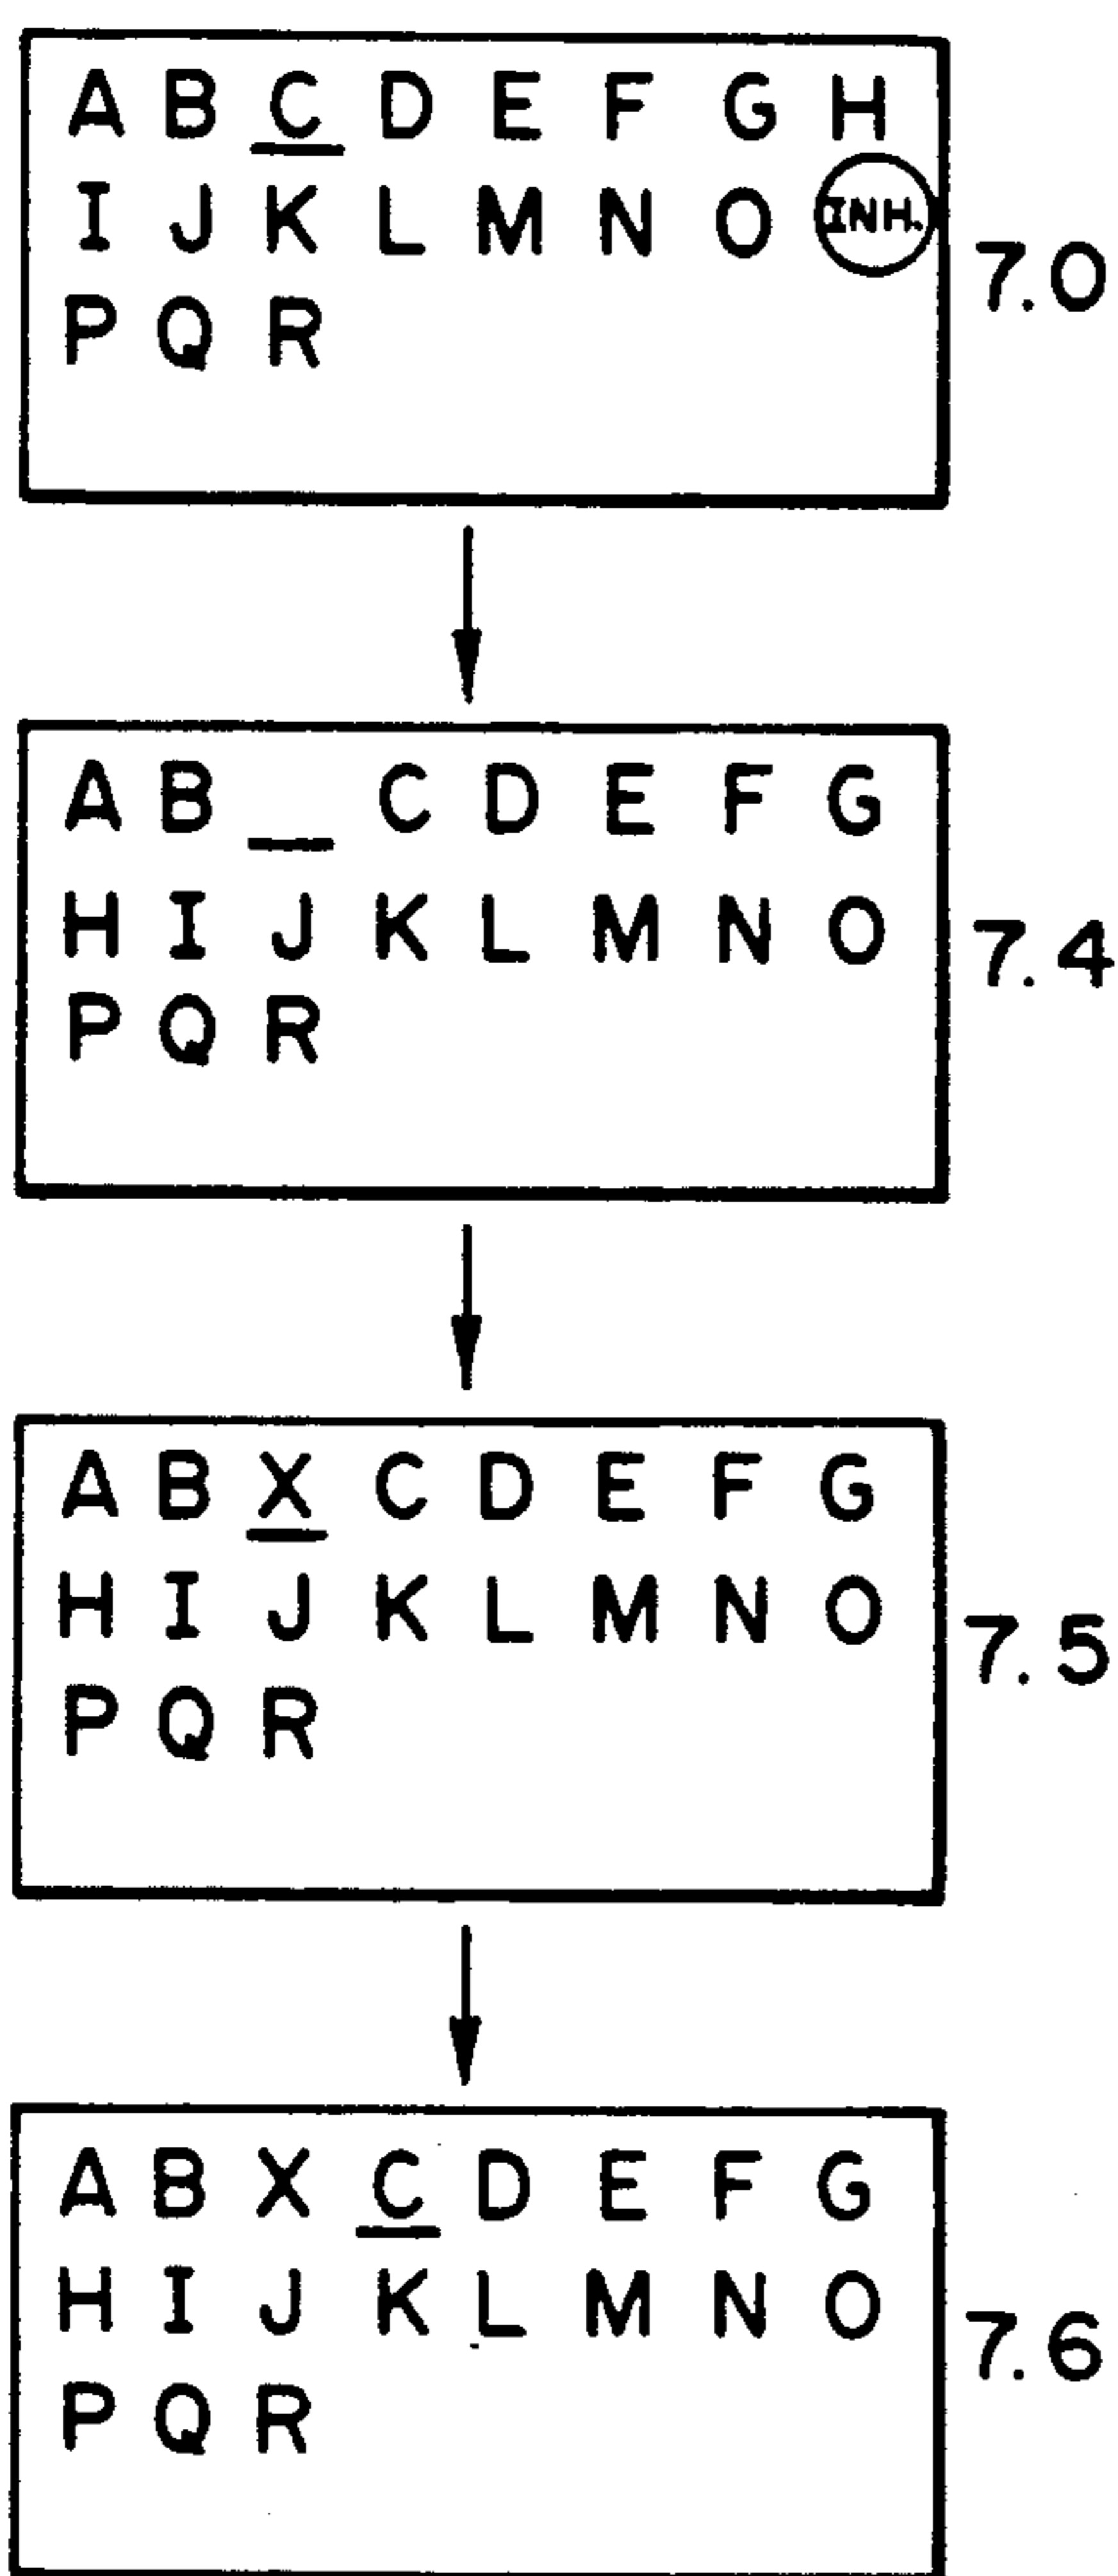 A B C D E F G H
I J K L M N O INH.
7.0
P Q R
A B _ C D E F G
H I J K L M N O
7.4
P Q R
A B X C D E F G
H I J K L M N O
7.5
P Q R
A B X C D E F G
H I J K L M N O
7.6
P Q R